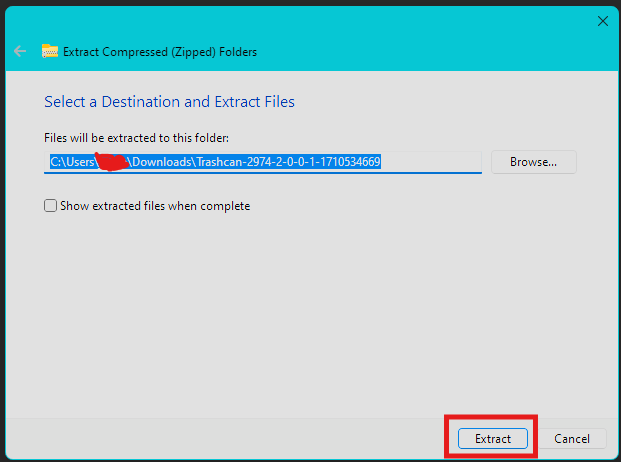 Extract Compressed (Zipped) Folders
Select a Destination and Extract Files
Files will be extracted to this folder:
C:\Users\ \Downloads\Trashcan-2974-2-0-0-1-1710534669
Browse...
Show extracted files when complete
Extract
Cancel